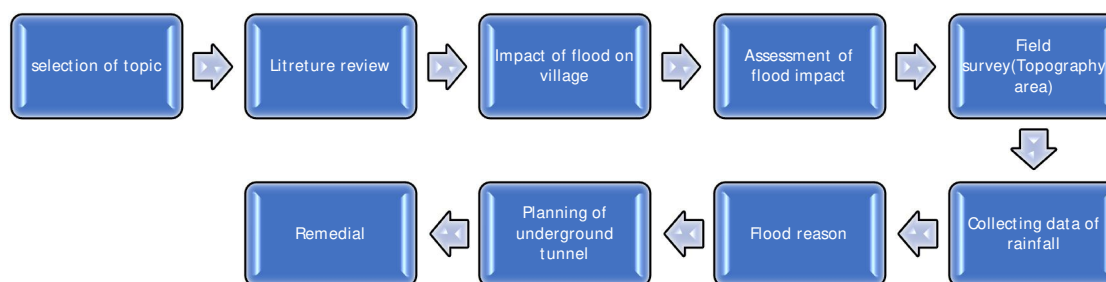 selection of topic
Litreture review
Impact of flood on
village
Assessment of
flood impact
Field
survey(Topography
area)
Collecting data of
rainfall
Flood reason
Planning of
underground
tunnel
Remedial